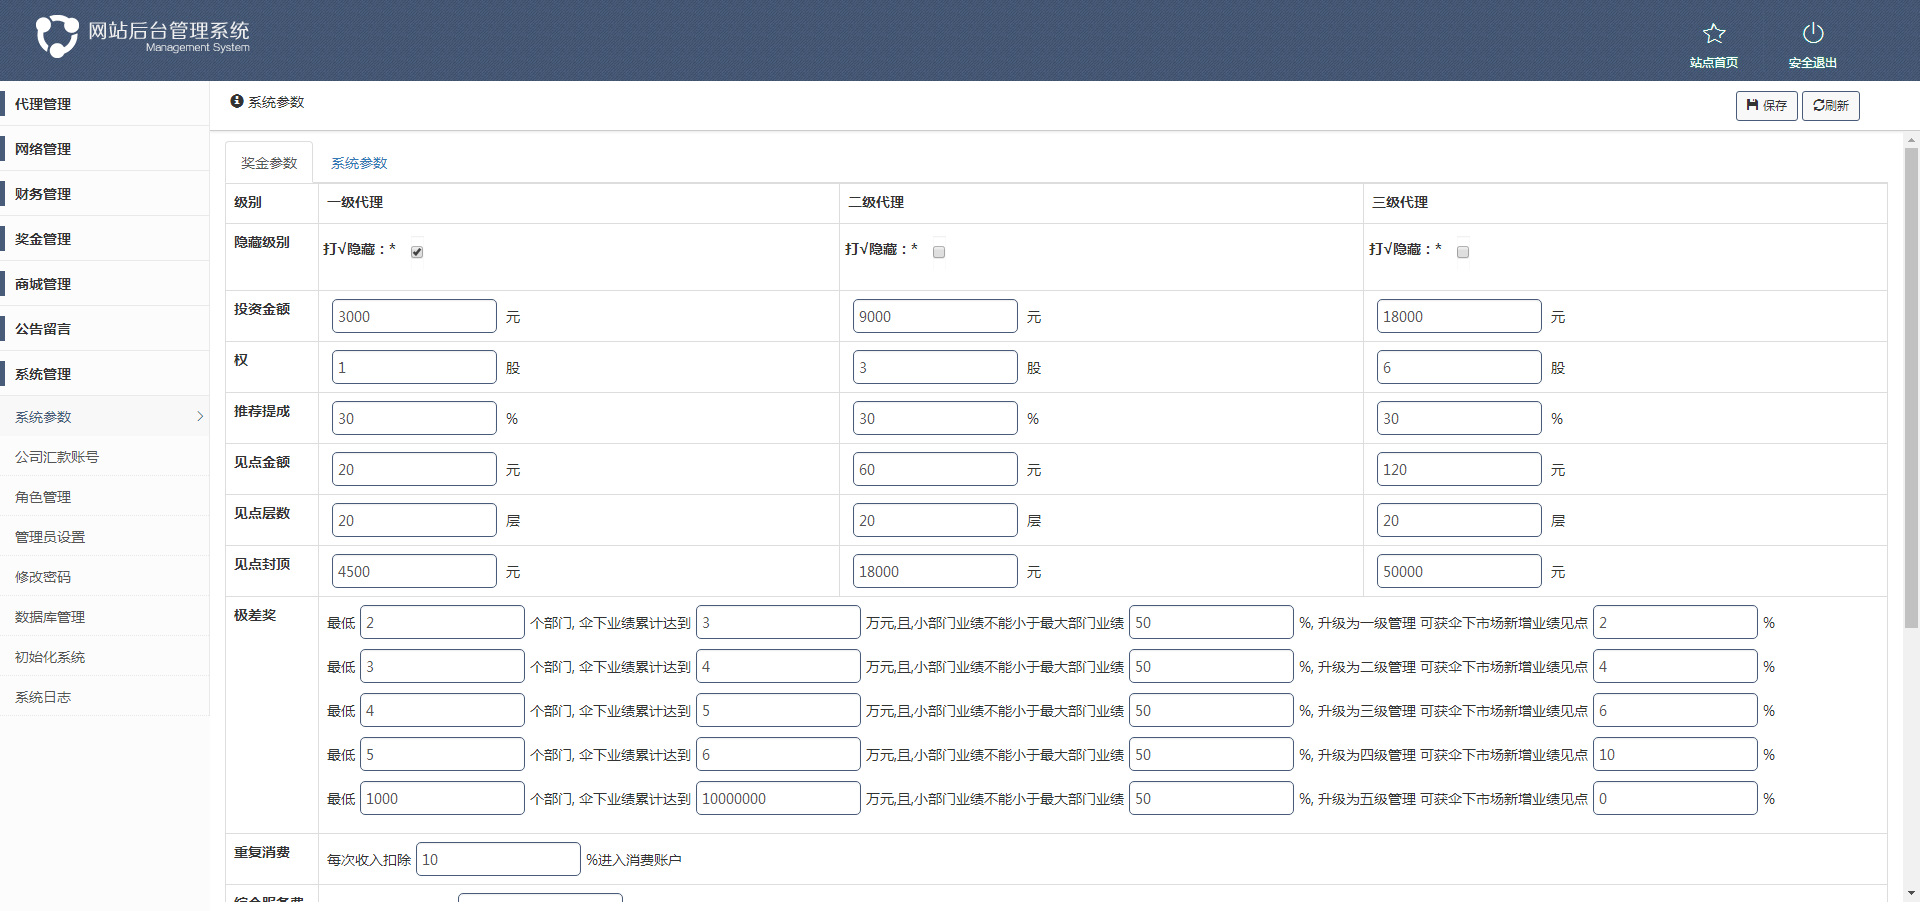 网站后台管理系统
Management System
站点首页
安全退出
代理管理
网络管理
财务管理
奖金管理
商城管理
公告留言
系统管理
系统参数
公司汇款账号
角色管理
管理员设置
修改密码
数据库管理
初始化系统
系统日志
系统参数
保存
刷新
奖金参数 系统参数
级别 一级代理 二级代理 三级代理
隐藏级别 打√隐藏：* 打√隐藏：* 打√隐藏：*
投资金额 3000 元 9000 元 18000 元
权 1 股 3 股 6 股
推荐提成 30 % 30 % 30 %
见点金额 20 元 60 元 120 元
见点层数 20 层 20 层 20 层
见点封顶 4500 元 18000 元 50000 元
极差奖 最低 2 个部门, 伞下业绩累计达到 3 万元,且,小部门业绩不能小于最大部门业绩 50 %, 升级为一级管理 可获伞下市场新增业绩见点 2 %
最低 3 个部门, 伞下业绩累计达到 4 万元,且,小部门业绩不能小于最大部门业绩 50 %, 升级为二级管理 可获伞下市场新增业绩见点 4 %
最低 4 个部门, 伞下业绩累计达到 5 万元,且,小部门业绩不能小于最大部门业绩 50 %, 升级为三级管理 可获伞下市场新增业绩见点 6 %
最低 5 个部门, 伞下业绩累计达到 6 万元,且,小部门业绩不能小于最大部门业绩 50 %, 升级为四级管理 可获伞下市场新增业绩见点 10 %
最低 1000 个部门, 伞下业绩累计达到 10000000 万元,且,小部门业绩不能小于最大部门业绩 50 %, 升级为五级管理 可获伞下市场新增业绩见点 0 %
重复消费 每次收入扣除 10 %进入消费账户